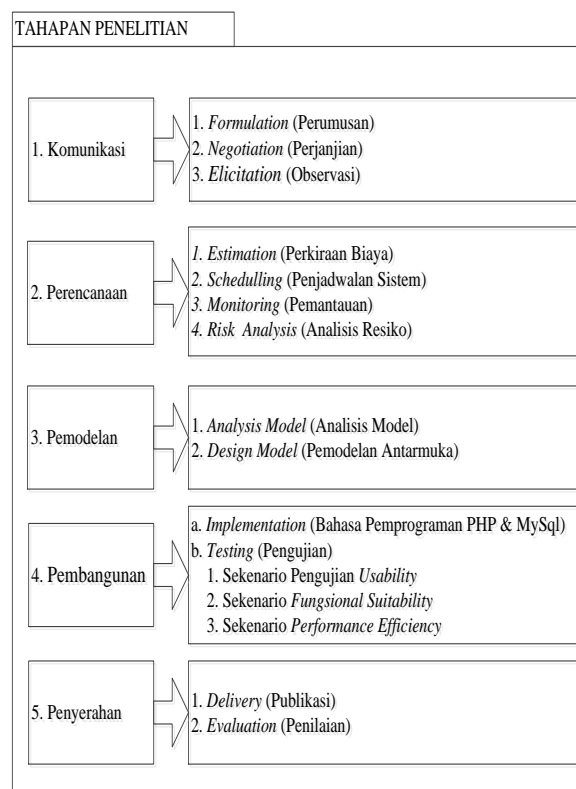 TAHAPAN PENELITIAN
1. Komunikasi
1. Formulation (Perumusan)
2. Negotiation (Perjanjian)
3. Elicitation (Observasi)
2. Perencanaan
1. Estimation (Perkiraan Biaya)
2. Schedulling (Penjadwalan Sistem)
3. Monitoring (Pemantauan)
4. Risk Analysis (Analisis Resiko)
3. Pemodelan
1. Analysis Model (Analisis Model)
2. Design Model (Pemodelan Antarmuka)
4. Pembangunan
a. Implementation (Bahasa Pemprograman PHP & MySql)
b. Testing (Pengujian)
1. Sekenario Pengujian Usability
2. Sekenario Fungsional Suitability
3. Sekenario Performance Efficiency
5. Penyerahan
1. Delivery (Publikasi)
2. Evaluation (Penilaian)